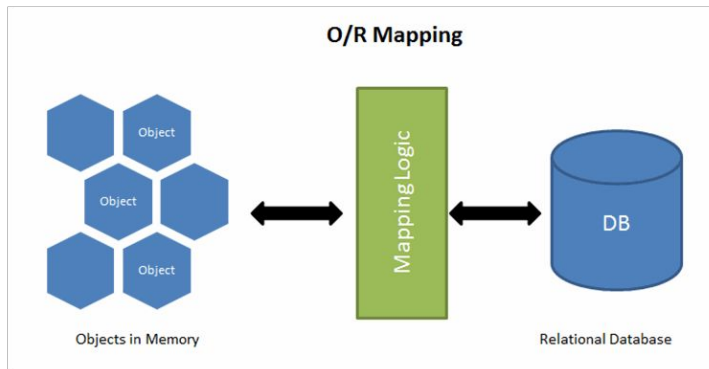 O/R Mapping
Object
Object
Object
Mapping Logic
DB
Objects in Memory
Relational Database